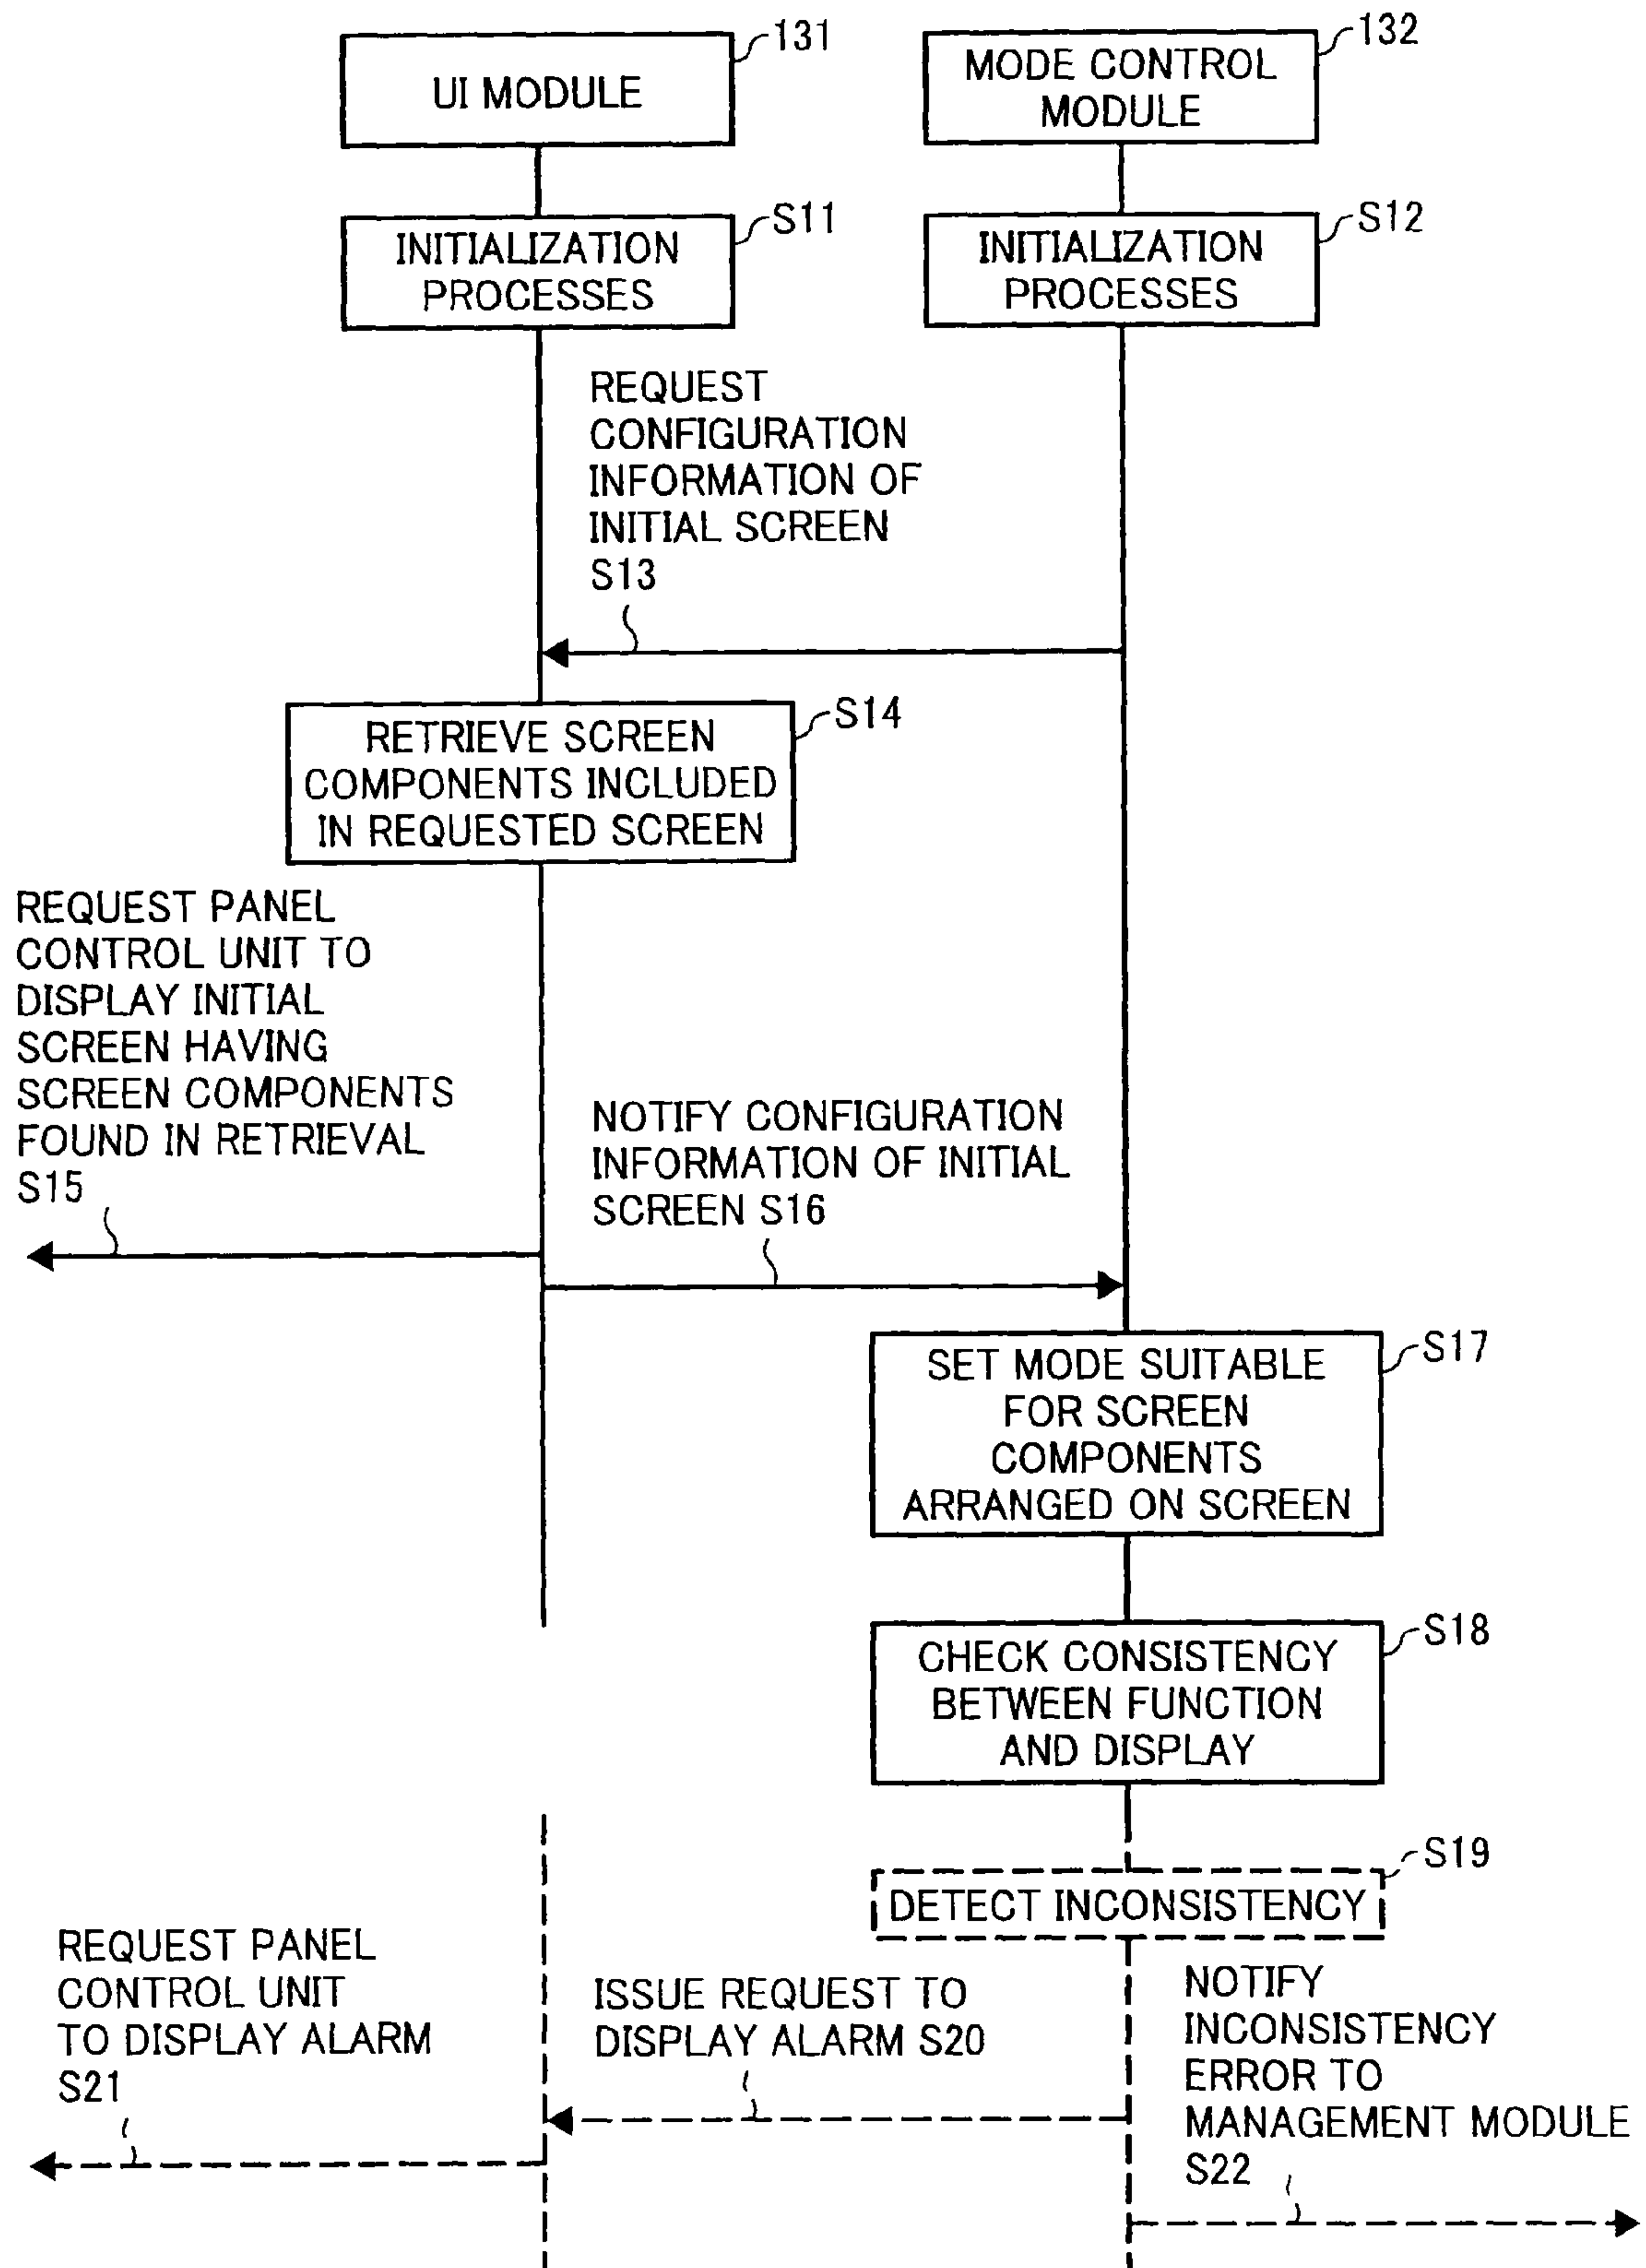 131
UI MODULE
132
MODE CONTROL
MODULE
S11
INITIALIZATION
PROCESSES
S12
INITIALIZATION
PROCESSES
REQUEST
CONFIGURATION
INFORMATION OF
INITIAL SCREEN
S13
S14
RETRIEVE SCREEN
COMPONENTS INCLUDED
IN REQUESTED SCREEN
REQUEST PANEL
CONTROL UNIT TO
DISPLAY INITIAL
SCREEN HAVING
SCREEN COMPONENTS
FOUND IN RETRIEVAL
S15
NOTIFY CONFIGURATION
INFORMATION OF INITIAL
SCREEN S16
S17
SET MODE SUITABLE
FOR SCREEN
COMPONENTS
ARRANGED ON SCREEN
S18
CHECK CONSISTENCY
BETWEEN FUNCTION
AND DISPLAY
S19
DETECT INCONSISTENCY
REQUEST PANEL
CONTROL UNIT
TO DISPLAY ALARM
S21
ISSUE REQUEST TO
DISPLAY ALARM S20
NOTIFY
INCONSISTENCY
ERROR TO
MANAGEMENT MODULE
S22